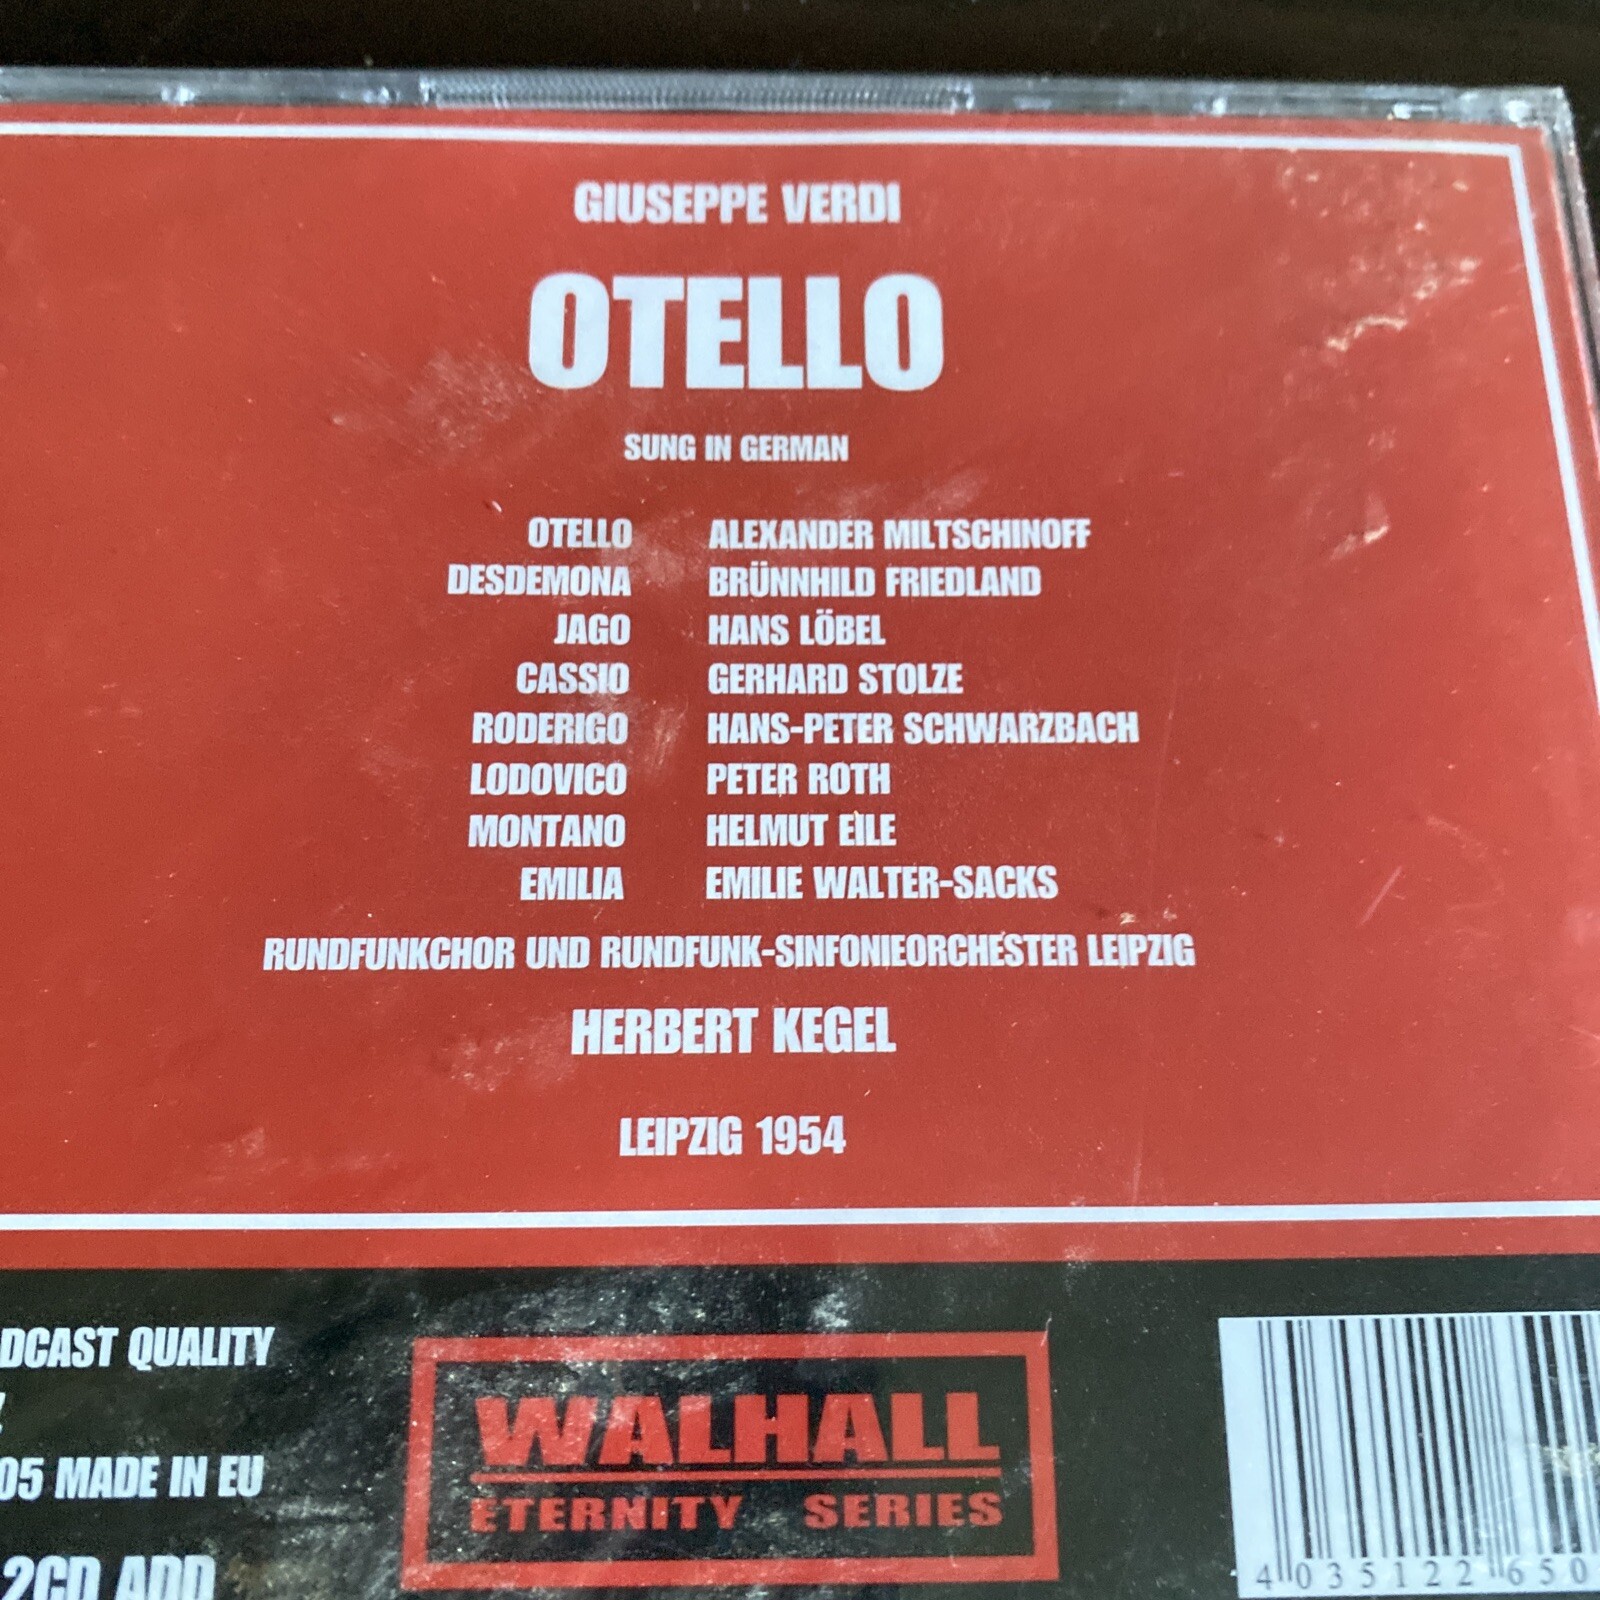 GIUSEPPE VERDI
OTELLO
SUNG IN GERMAN
OTELLO ALEXANDER MILTSCHINOFF
DESDEMONA BRÜNNHILD FRIEDLAND
JAGO HANS LÖBEL
CASSIO GERHARD STOLZE
RODERIGO HANS-PETER SCHWARZBACH
LODOVICO PETER ROTH
MONTANO HELMUT EILE
EMILIA EMILIE WALTER-SACKS
RUNDFUNKCHOR UND RUNDFUNK-SINFONIEORCHESTER LEIPZIG
HERBERT KEGEL
LEIPZIG 1954
DCAST QUALITY
05 MADE IN EU
2CD ADD
WALHALL
ETERNITY SERIES
4 035122 650